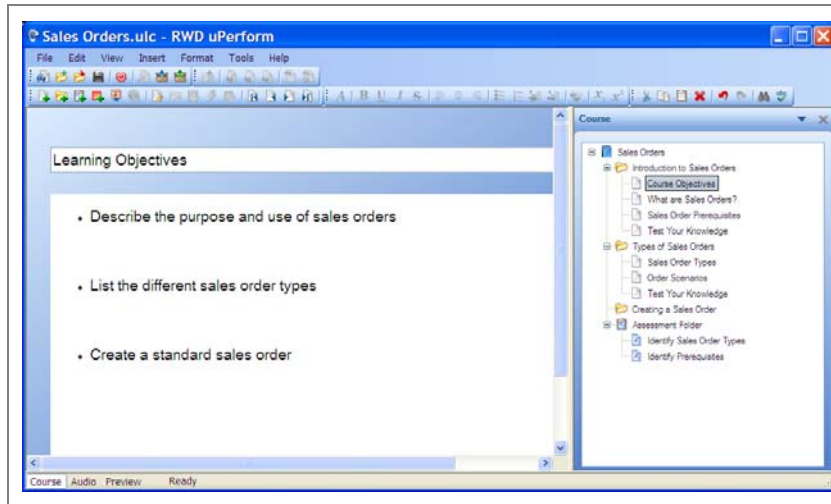 Sales Orders.ulc - RWD uPerform
File Edit View Insert Format Tools Help
A B U I S
Course
Learning Objectives
• Describe the purpose and use of sales orders
• List the different sales order types
• Create a standard sales order
Sales Orders
Introduction to Sales Orders
Course Objectives
What are Sales Orders?
Sales Order Prerequisites
Test Your Knowledge
Types of Sales Orders
Sales Order Types
Order Scenarios
Test Your Knowledge
Creating a Sales Order
Assessment Folder
Identify Sales Order Types
Identify Prerequisites
Course Audio Preview Ready